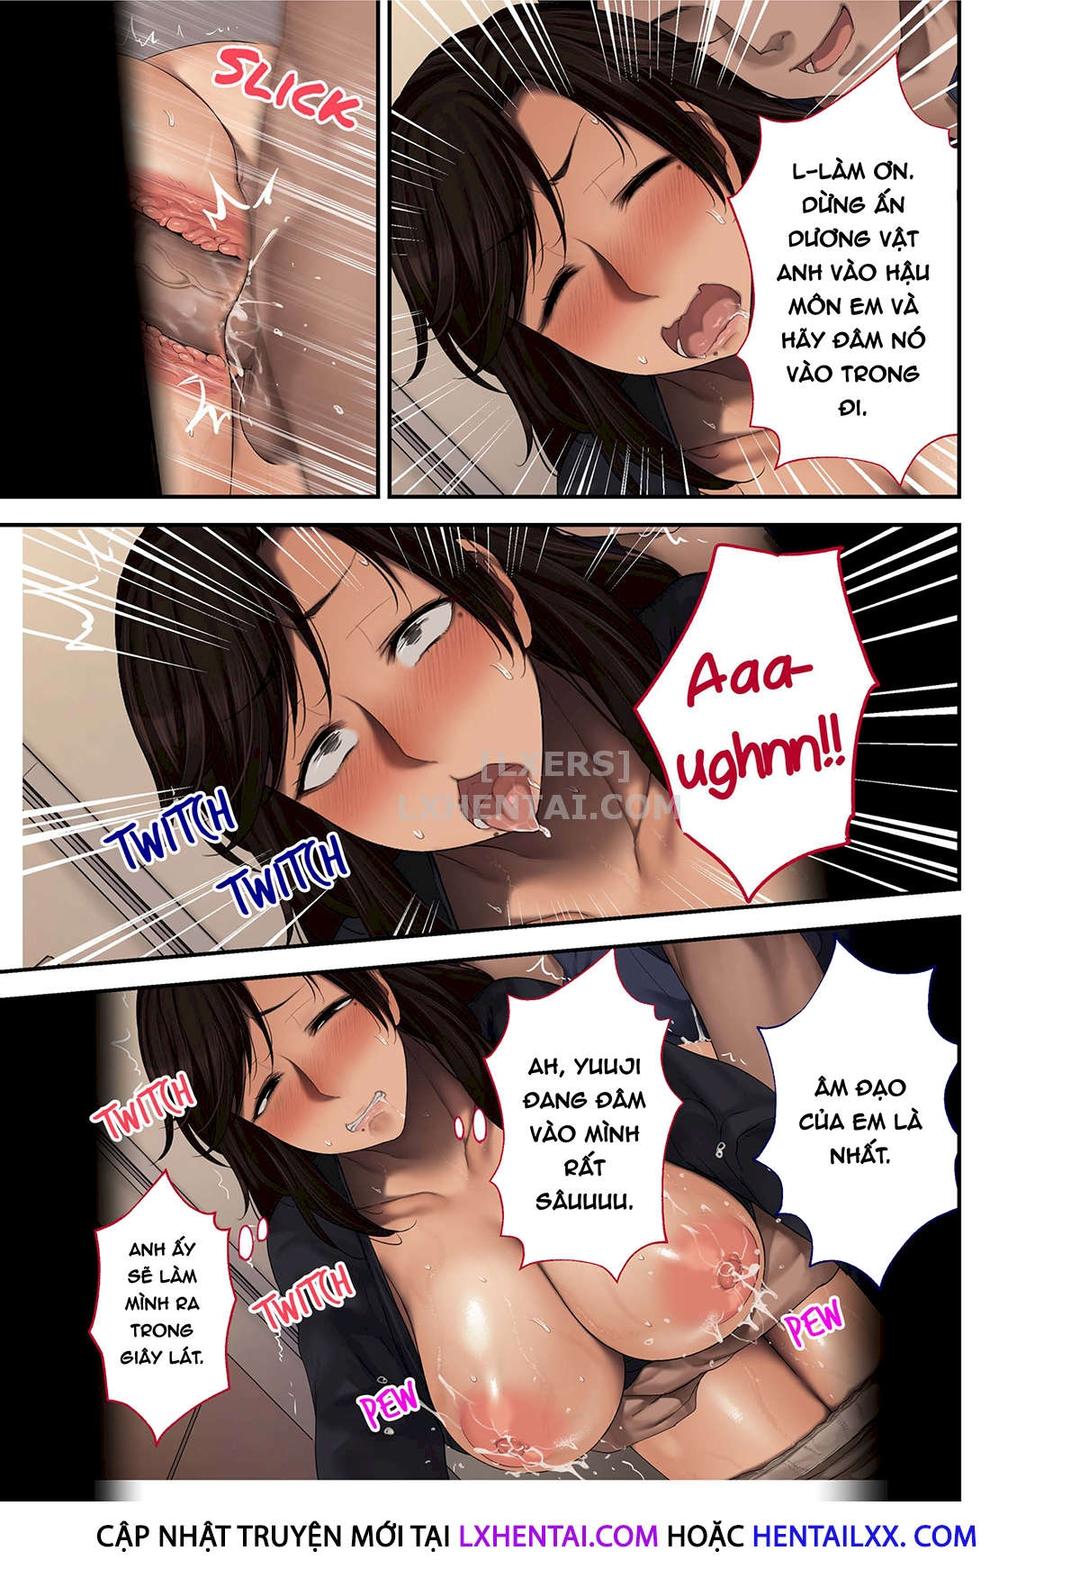 SLICK
L-LÀM ƠN.
DỪNG ẤN
DƯƠNG VẬT
ANH VÀO HẬU
MÔN EM VÀ
HÃY ĐÂM NÓ
VÀO TRONG
ĐI.
Aaa-
ughnn!!
[LXERS]
LXHENTAI.COM
TWITCH
TWITCH
ÂM ĐẠO
CỦA EM LÀ
NHẤT.
AH, YUUJI
ĐANG ĐÂM
VÀO MÌNH
RẤT
SÂUUUU.
TWITCH
ANH ẤY
SẼ LÀM
MÌNH RA
TRONG
GIÂY LÁT.
TWITCH
PEW
PEW
CẬP NHẬT TRUYỆN MỚI TẠI LXHENTAI.COM HOẶC HENTAILXX. COM